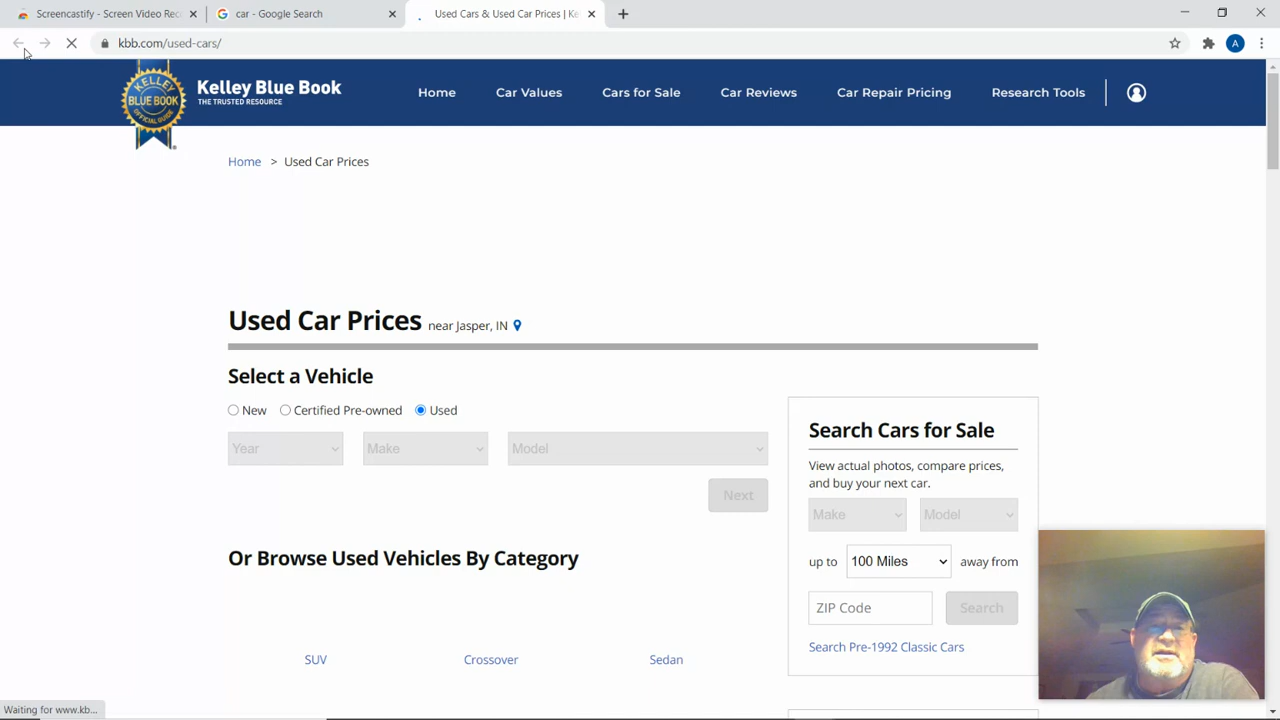 Screencastify - Screen Video Rec
car - Google Search
Used Cars & Used Car Prices | Ke
kbb.com/used-cars/
A
KELLEY BLUE BOOK OFFICIAL GUIDE
Kelley Blue Book
THE TRUSTED RESOURCE
Home
Car Values
Cars for Sale
Car Reviews
Car Repair Pricing
Research Tools
Home > Used Car Prices
Used Car Prices near Jasper, IN
Select a Vehicle
New
Certified Pre-owned
Used
Year
Make
Model
Next
Search Cars for Sale
View actual photos, compare prices,
and buy your next car.
Make
Model
up to 100 Miles away from
ZIP Code
Search
Search Pre-1992 Classic Cars
Or Browse Used Vehicles By Category
SUV
Crossover
Sedan
Waiting for www.kb...